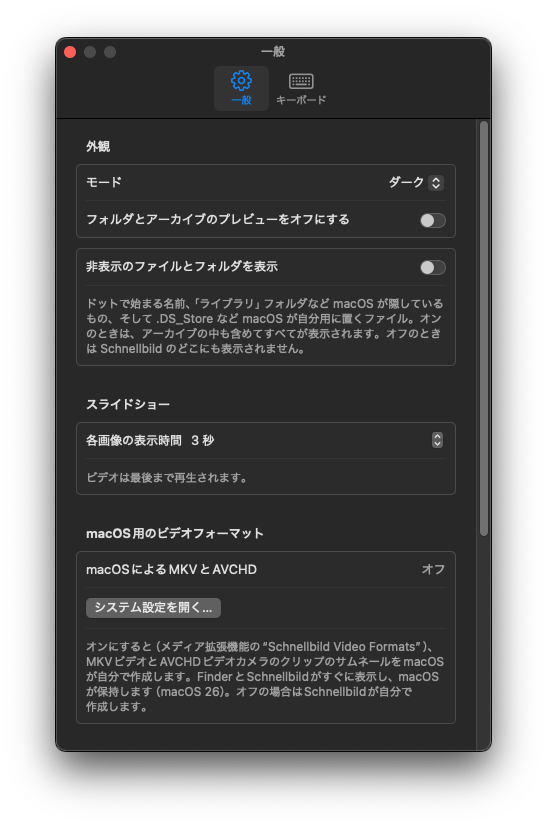 一般
一般
キーボード
外観
モード
ダーク
フォルダとアーカイブのプレビューをオフにする
非表示のファイルとフォルダを表示
ドットで始まる名前、「ライブラリ」フォルダなど macOS が隠している
もの、そして .DS_Store など macOS が自分用に置くファイル。オン
のときは、アーカイブの中も含めてすべてが表示されます。オフのとき
は Schnellbild のどこにも表示されません。
スライドショー
各画像の表示時間 3 秒
ビデオは最後まで再生されます。
macOS 用のビデオフォーマット
macOS による MKV と AVCHD
オフ
システム設定を開く...
オンにすると（メディア拡張機能の “Schnellbild Video Formats”）、
MKV ビデオと AVCHD ビデオカメラのクリップのサムネールを macOS
が自分で作成します。Finder と Schnellbild がすぐに表示し、macOS
が保持します（macOS 26）。オフの場合は Schnellbild が自分で
作成します。